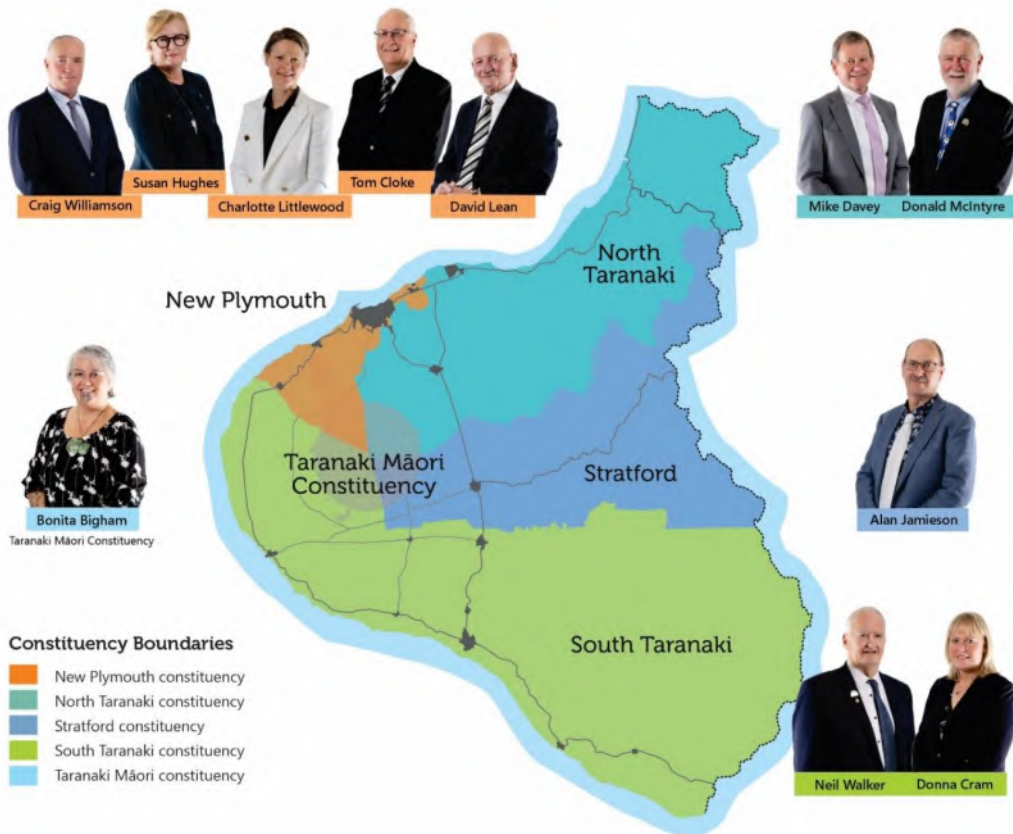 Craig Williamson
Susan Hughes
Charlotte Littlewood
Tom Cloke
David Lean
Mike Davey
Donald McIntyre
North
Taranaki
New Plymouth
Taranaki Māori
Constituency
Stratford
Bonita Bigham
Taranaki Māori Constituency
Alan Jamieson
South Taranaki
Constituency Boundaries
New Plymouth constituency
North Taranaki constituency
Stratford constituency
South Taranaki constituency
Taranaki Māori constituency
Neil Walker
Donna Cram